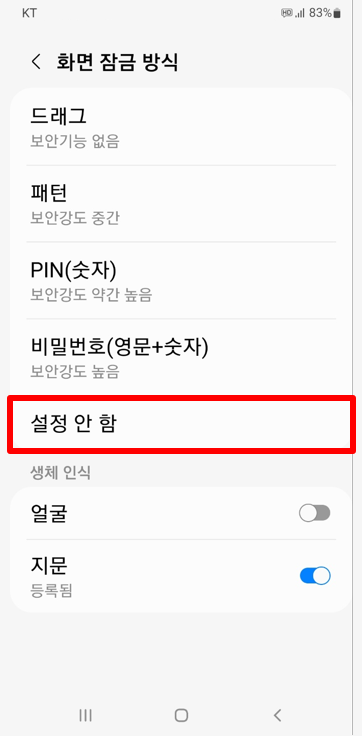 KT
HD 83%
화면 잠금 방식
드래그
보안기능 없음
패턴
보안강도 중간
PIN(숫자)
보안강도 약간 높음
비밀번호(영문+숫자)
보안강도 높음
설정 안 함
생체 인식
얼굴
지문
등록됨